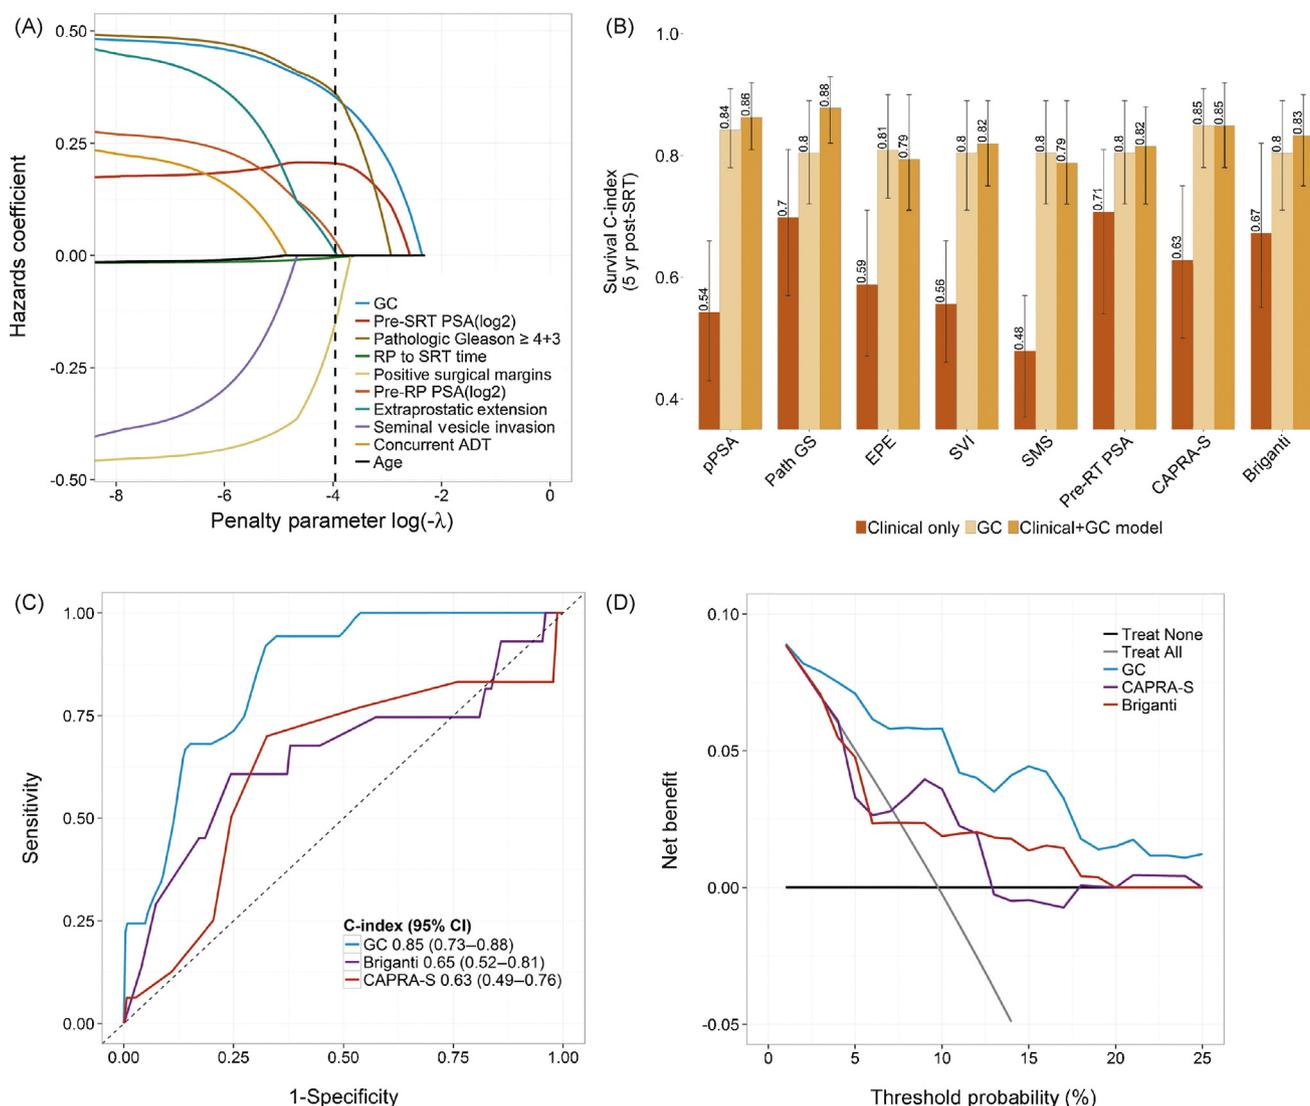 (A)
0.50
0.25
0.00
-0.25
-0.50
Hazards coefficient
-8
-6
-4
-2
0
Penalty parameter log(-λ)
GC
Pre-SRT PSA(log2)
Pathologic Gleason ≥ 4+3
RP to SRT time
Positive surgical margins
Pre-RP PSA(log2)
Extraprostatic extension
Seminal vesicle invasion
Concurrent ADT
Age
(B)
1.0
0.8
0.6
0.4
Survival C-index
(5 yr post-SRT)
0.54
0.84
0.86
0.7
0.8
0.88
0.59
0.81
0.79
0.56
0.8
0.82
0.48
0.8
0.79
0.71
0.8
0.82
0.63
0.85
0.85
0.67
0.8
0.83
pPSA
Path GS
EPE
SVI
SMS
Pre-RT PSA
CAPRA-S
Briganti
Clinical only GC Clinical+GC model
(C)
1.00
0.75
0.50
0.25
0.00
Sensitivity
C-index (95% CI)
GC 0.85 (0.73–0.88)
Briganti 0.65 (0.52–0.81)
CAPRA-S 0.63 (0.49–0.76)
0.00
0.25
0.50
0.75
1.00
1-Specificity
(D)
0.10
0.05
0.00
-0.05
Net benefit
Treat None
Treat All
GC
CAPRA-S
Briganti
0
5
10
15
20
25
Threshold probability (%)